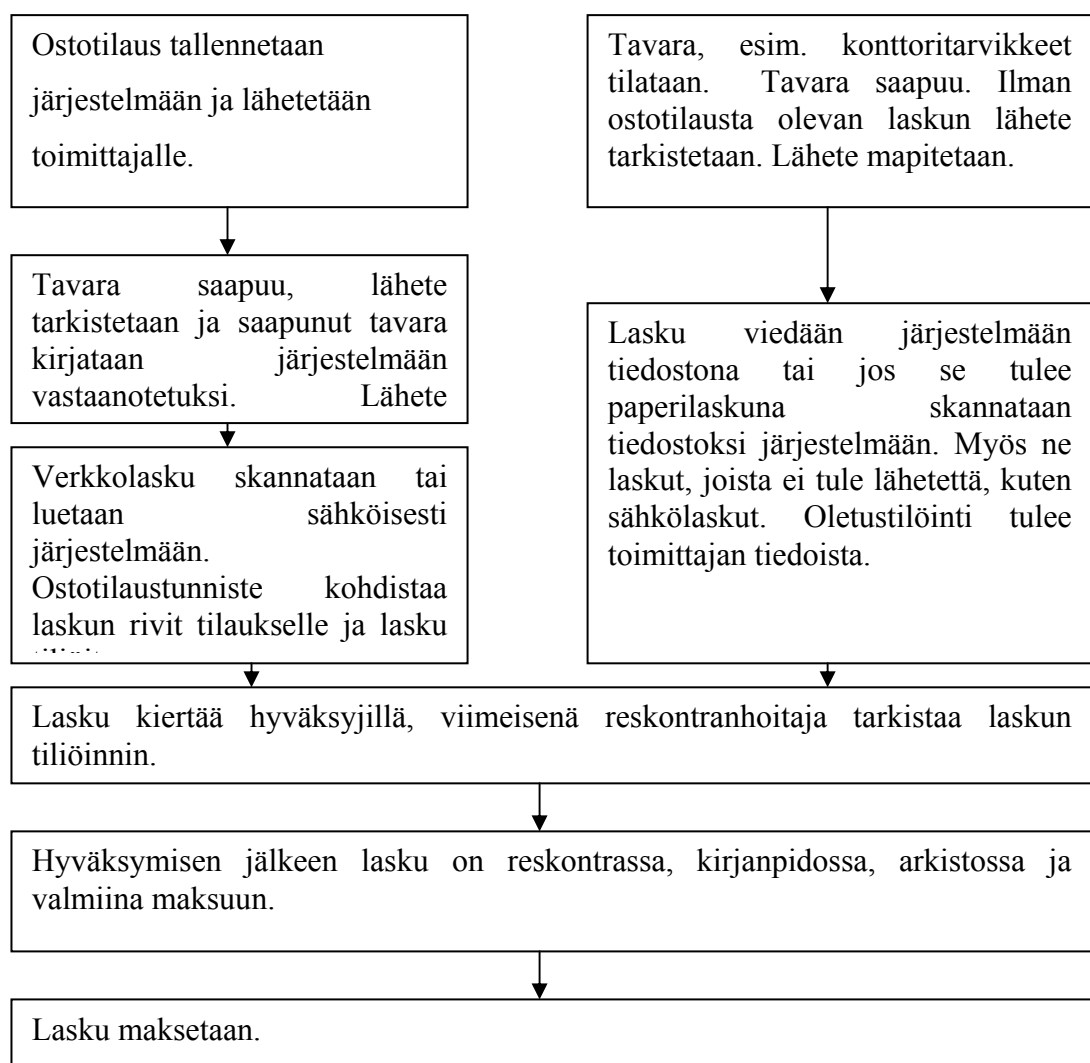 Ostotilaus tallennetaan
järjestelmään ja lähetetään
toimittajalle.
Tavara saapuu, lähete
tarkistetaan ja saapunut tavara
kirjataan järjestelmään
vastaanotetuksi. Lähete
Verkkolasku skannataan tai
luetaan sähköisesti
järjestelmään.
Ostotilaustunniste kohdistaa
laskun rivit tilaukselle ja lasku
Tavara, esim. konttoritarvikkeet
tilataan. Tavara saapuu. Ilman
ostotilausta olevan laskun lähete
tarkistetaan. Lähete mapitetaan.
Lasku viedään järjestelmään
tiedostona tai jos se tulee
paperilaskuna skannataan
tiedostoksi järjestelmään. Myös ne
laskut, joista ei tule lähetettä, kuten
sähkölaskut. Oletustilöinti tulee
toimittajan tiedoista.
Lasku kiertää hyväksyjillä, viimeisenä reskontranhoitaja tarkistaa laskun
tiliöinnin.
Hyväksymisen jälkeen lasku on reskontrassa, kirjanpidossa, arkistossa ja
valmiina maksuun.
Lasku maksetaan.